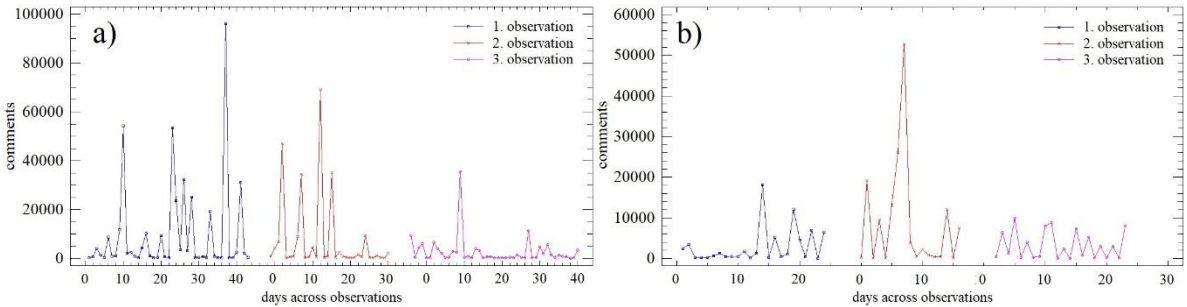 a)
1. observation
2. observation
3. observation
comments
100000
80000
60000
40000
20000
0
0 10 20 30 40 0 10 20 30 0 10 20 30 40
days across observations
b)
1. observation
2. observation
3. observation
comments
60000
50000
40000
30000
20000
10000
0
0 10 20 0 10 0 10 20 30
days across observations